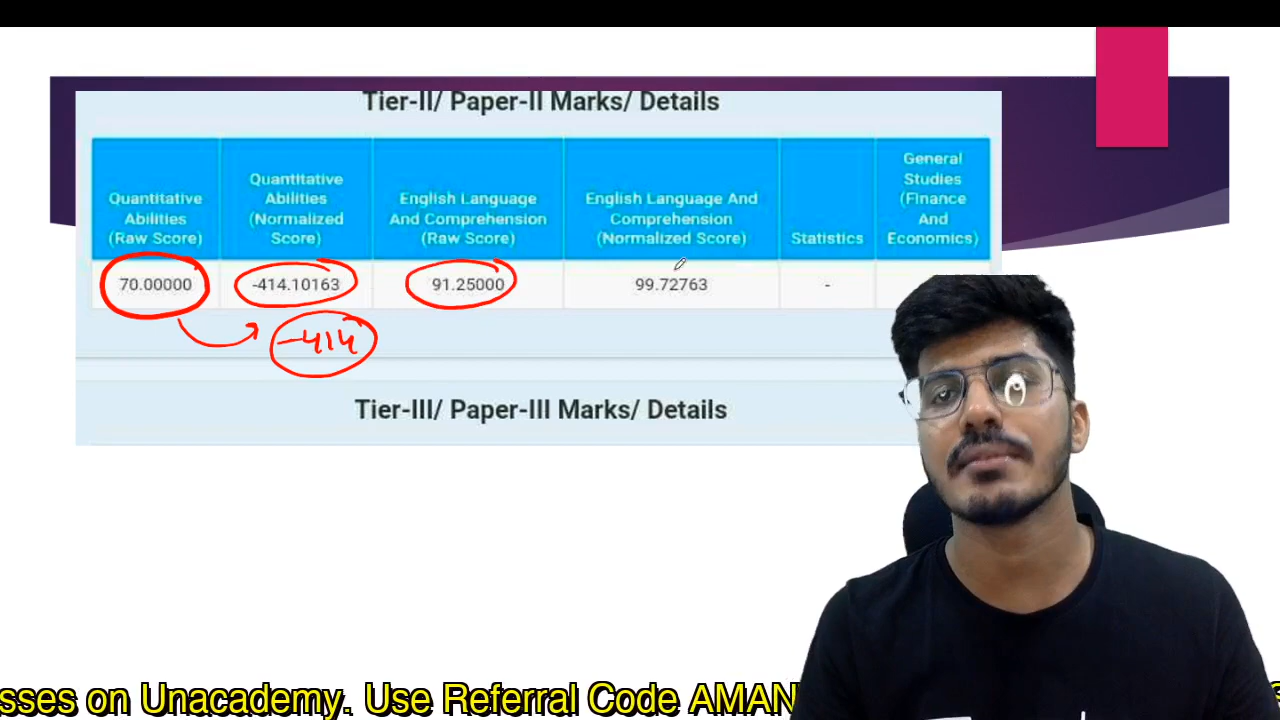 Tier-II/ Paper-II Marks/ Details
Quantitative
Abilities
(Raw Score)
Quantitative
Abilities
(Normalized
Score)
English Language
And Comprehension
(Raw Score)
English Language And
Comprehension
(Normalized Score)
Statistics
General
Studies
(Finance
And
Economics)
70.00000
-414.10163
91.25000
99.72763
-
-414
Tier-III/ Paper-III Marks/ Details
on Unacademy. Use Referral Code